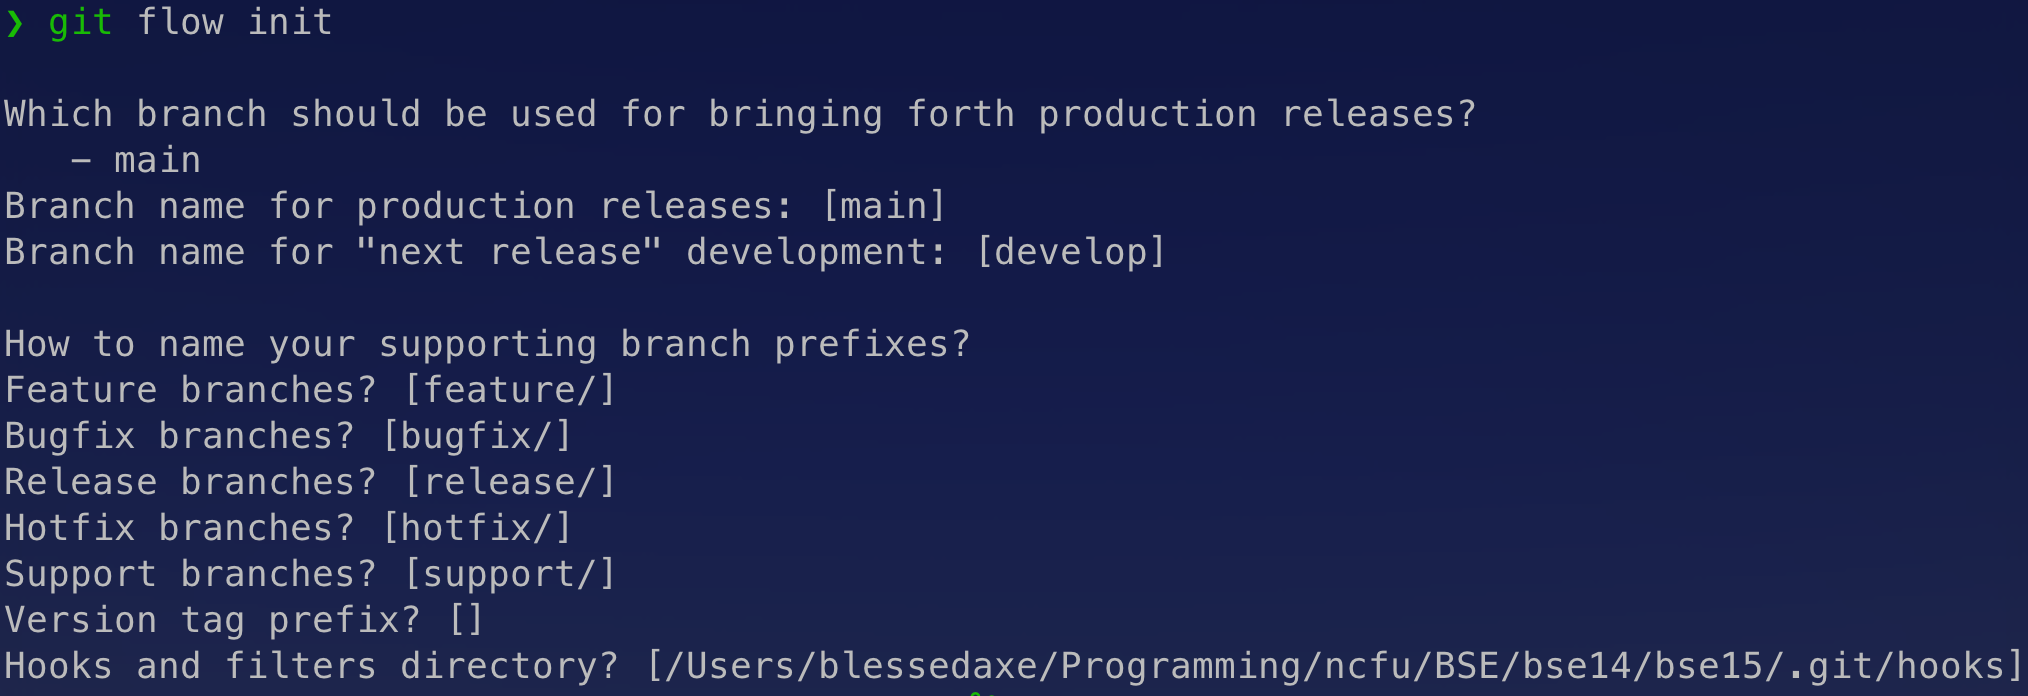 ❯ git flow init
Which branch should be used for bringing forth production releases?
   - main
Branch name for production releases: [main]
Branch name for "next release" development: [develop]
How to name your supporting branch prefixes?
Feature branches? [feature/]
Bugfix branches? [bugfix/]
Release branches? [release/]
Hotfix branches? [hotfix/]
Support branches? [support/]
Version tag prefix? []
Hooks and filters directory? [/Users/blessedaxe/Programming/ncfu/BSE/bse14/bse15/.git/hooks]